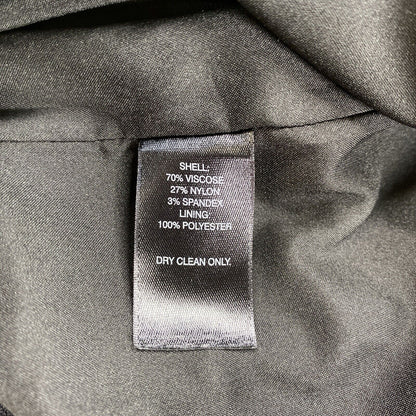 SHELL:
70% VISCOSE
27% NYLON
3% SPANDEX
LINING:
100% POLYESTER
DRY CLEAN ONLY.